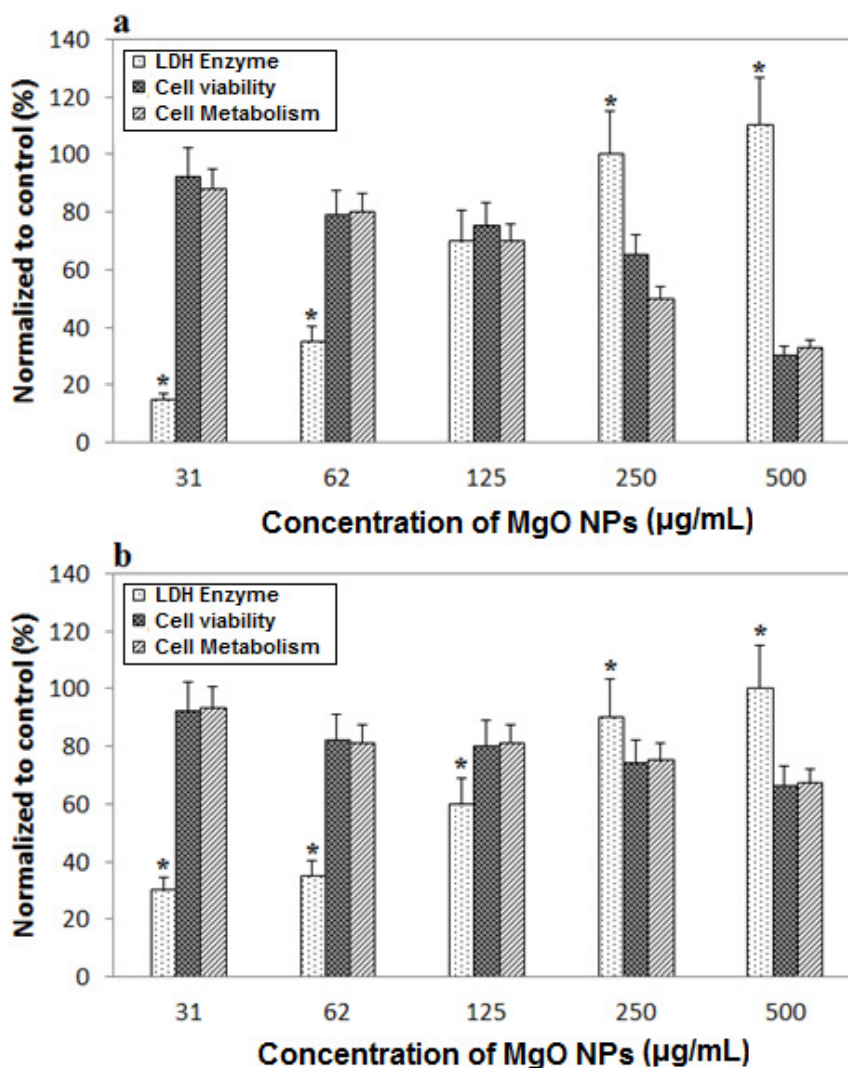 a
140
120
100
80
60
40
20
0
Normalized to control (%)
LDH Enzyme
Cell viability
Cell Metabolism
*
*
*
*
31 62 125 250 500
Concentration of MgO NPs (µg/mL)
b
140
120
100
80
60
40
20
0
Normalized to control (%)
LDH Enzyme
Cell viability
Cell Metabolism
*
*
*
*
*
31 62 125 250 500
Concentration of MgO NPs (µg/mL)